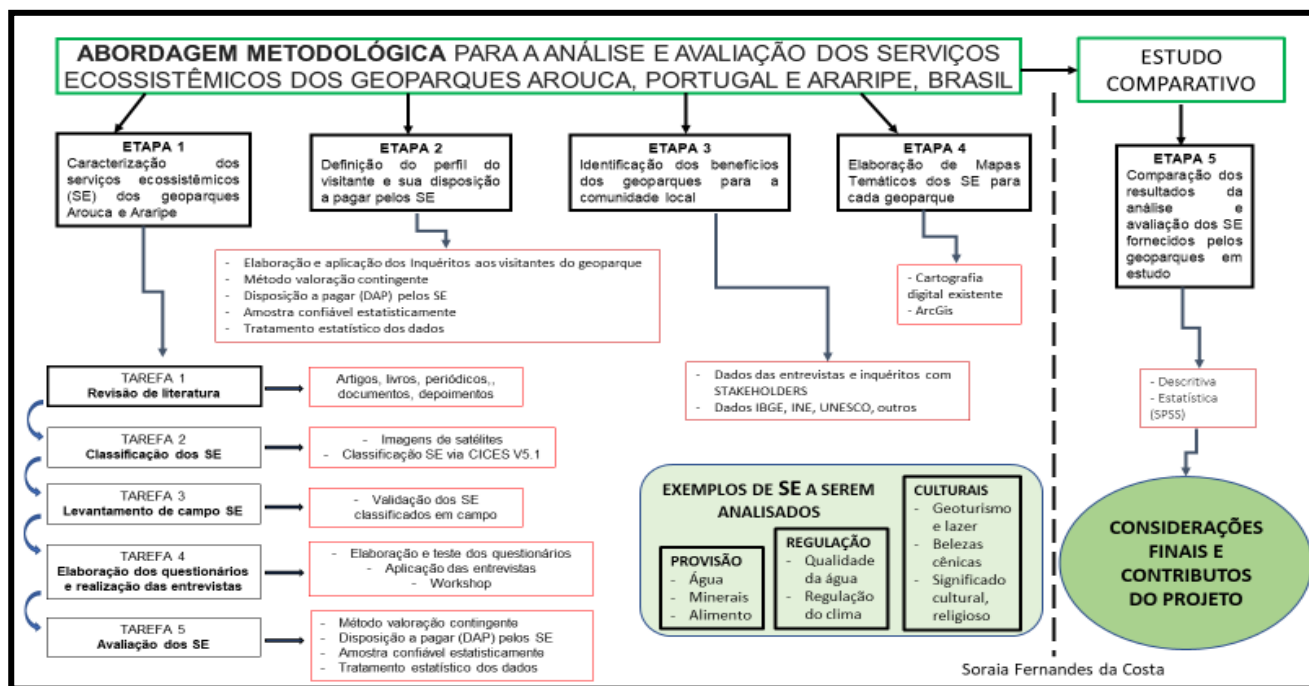 ABORDAGEM METODOLÓGICA PARA A ANÁLISE E AVALIAÇÃO DOS SERVIÇOS
ECOSSISTÊMICOS DOS GEOPARQUES AROUCA, PORTUGAL E ARARIPE, BRASIL
ESTUDO
COMPARATIVO
ETAPA 1
Caracterização dos
serviços ecossistêmicos
(SE) dos geoparques
Arouca e Araripe
ETAPA 2
Definição do perfil do
visitante e sua disposição
a pagar pelos SE
ETAPA 3
Identificação dos benefícios
dos geoparques para a
comunidade local
ETAPA 4
Elaboração de Mapas
Temáticos dos SE para
cada geoparque
ETAPA 5
Comparação dos
resultados da
análise e
avaliação dos SE
fornecidos pelos
geoparques em
estudo
- Elaboração e aplicação dos Inquéritos aos visitantes do geoparque
- Método valoração contingente
- Disposição a pagar (DAP) pelos SE
- Amostra confiável estatisticamente
- Tratamento estatístico dos dados
- Cartografia
digital existente
- ArcGis
- Dados das entrevistas e inquéritos com
STAKEHOLDERS
- Dados IBGE, INE, UNESCO, outros
- Descritiva
- Estatística
(SPSS)
TAREFA 1
Revisão de literatura
Artigos, livros, periódicos,,
documentos, depoimentos
TAREFA 2
Classificação dos SE
- Imagens de satélites
- Classificação SE via CICES V5.1
TAREFA 3
Levantamento de campo SE
- Validação dos SE
classificados em campo
TAREFA 4
Elaboração dos questionários
e realização das entrevistas
- Elaboração e teste dos questionários
- Aplicação das entrevistas
- Workshop
TAREFA 5
Avaliação dos SE
- Método valoração contingente
- Disposição a pagar (DAP) pelos SE
- Amostra confiável estatisticamente
- Tratamento estatístico dos dados
EXEMPLOS DE SE A SEREM
ANALISADOS
PROVISÃO
- Água
- Minerais
- Alimento
REGULAÇÃO
- Qualidade
da água
- Regulação
do clima
CULTURAIS
- Geoturismo
e lazer
- Belezas
cênicas
- Significado
cultural,
religioso
CONSIDERAÇÕES
FINAIS E
CONTRIBUTOS
DO PROJETO
Soraia Fernandes da Costa